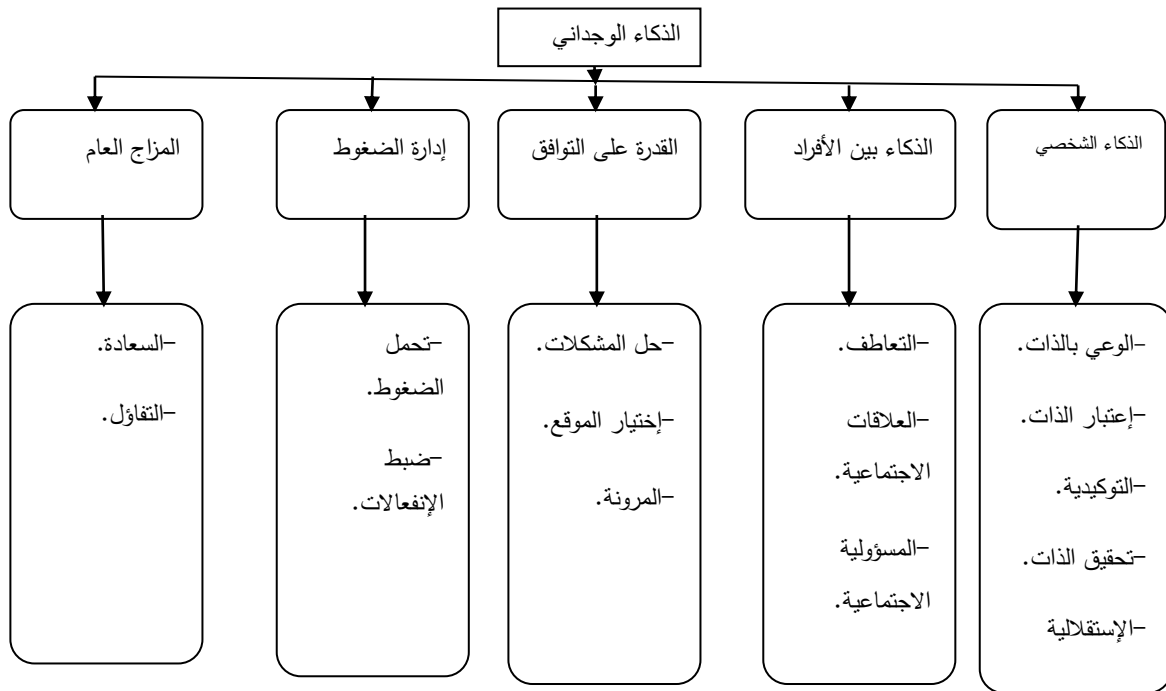 الذكاء الوجداني
الذكاء الشخصي
الذكاء بين الأفراد
القدرة على التوافق
إدارة الضغوط
المزاج العام
-الوعي بالذات.
-إعتبار الذات.
-التوكيدية.
-تحقيق الذات.
-الإستقلالية
-التعاطف.
-العلاقات
الاجتماعية.
-المسؤولية
الاجتماعية.
-حل المشكلات.
-إختيار الموقع.
-المرونة.
-تحمل
الضغوط.
-ضبط
الإنفعالات.
-السعادة.
-التفاؤل.